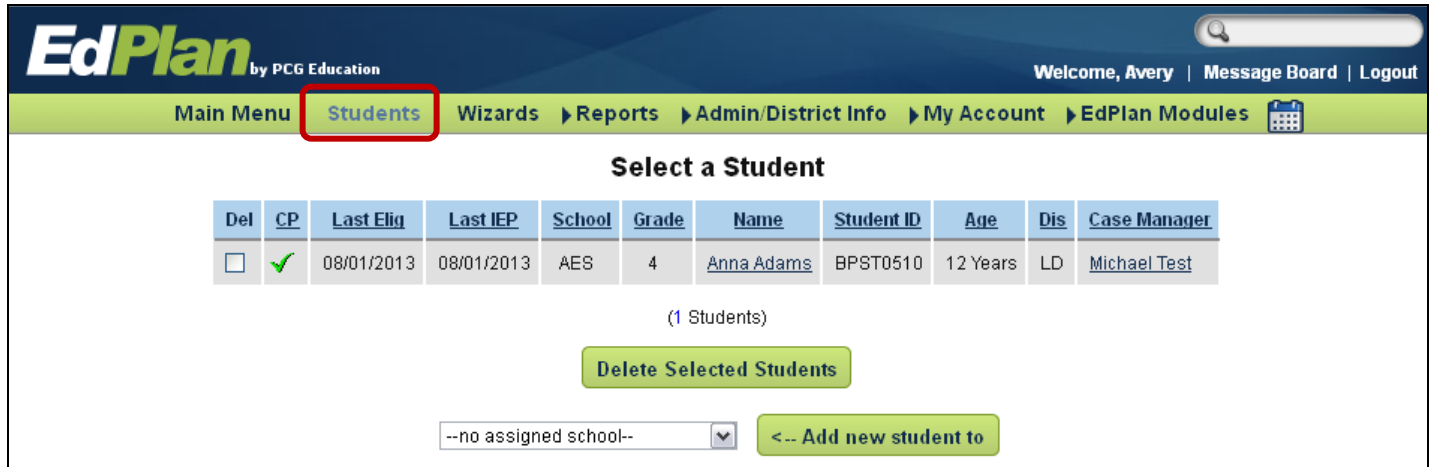 EdPlan by PCG Education
Welcome, Avery | Message Board | Logout
Main Menu Students Wizards Reports Admin/District Info My Account EdPlan Modules
Select a Student
Del CP Last Elig Last IEP School Grade Name Student ID Age Dis Case Manager
08/01/2013 08/01/2013 AES 4 Anna Adams BPST0510 12 Years LD Michael Test
(1 Students)
Delete Selected Students
--no assigned school-- <-- Add new student to